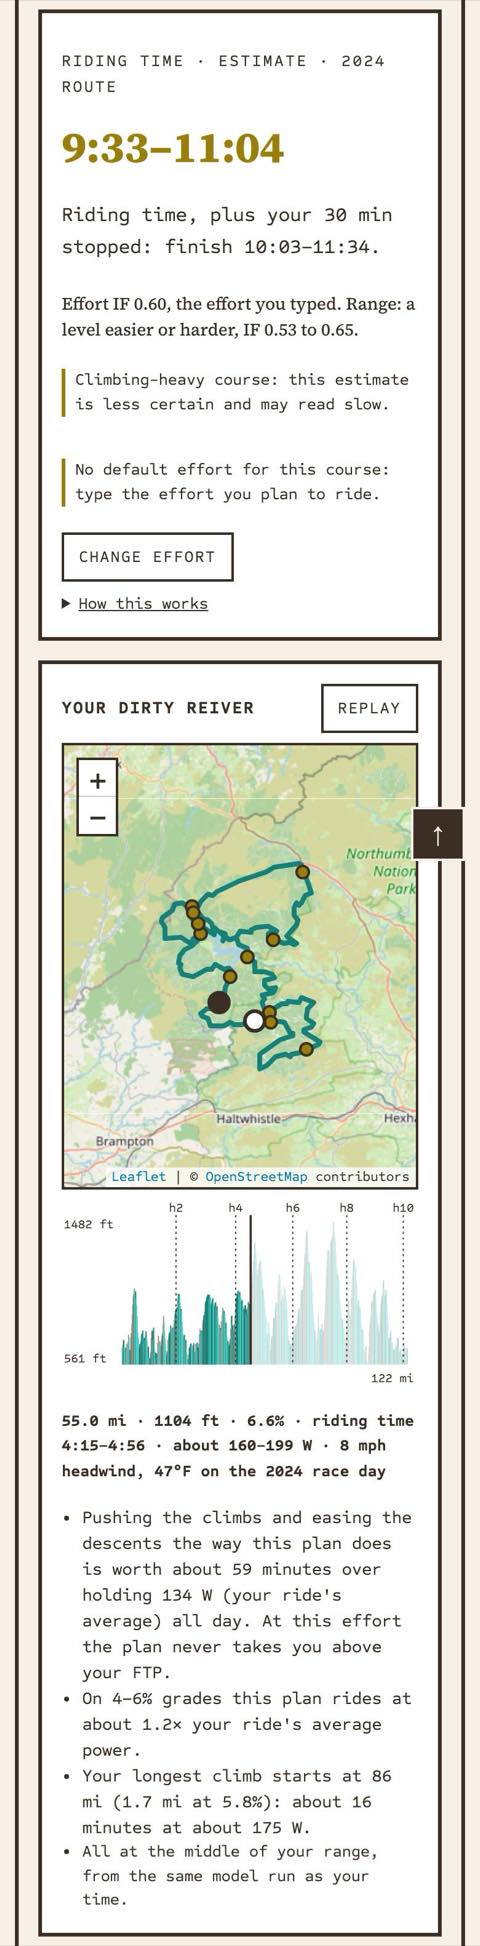 RIDING TIME · ESTIMATE · 2024
ROUTE
9:33–11:04
Riding time, plus your 30 min
stopped: finish 10:03–11:34.
Effort IF 0.60, the effort you typed. Range: a
level easier or harder, IF 0.53 to 0.65.
Climbing-heavy course: this estimate
is less certain and may read slow.
No default effort for this course:
type the effort you plan to ride.
CHANGE EFFORT
▶ How this works
YOUR DIRTY REIVER
REPLAY
+
−
↑
Northumb
Nation
Park
Haltwhistle
Hexh
Brampton
Leaflet | © OpenStreetMap contributors
h2 h4 h6 h8 h10
1482 ft
561 ft
122 mi
55.0 mi · 1104 ft · 6.6% · riding time
4:15–4:56 · about 160–199 W · 8 mph
headwind, 47°F on the 2024 race day
• Pushing the climbs and easing the
descents the way this plan does
is worth about 59 minutes over
holding 134 W (your ride's
average) all day. At this effort
the plan never takes you above
your FTP.
• On 4–6% grades this plan rides at
about 1.2× your ride's average
power.
• Your longest climb starts at 86
mi (1.7 mi at 5.8%): about 16
minutes at about 175 W.
• All at the middle of your range,
from the same model run as your
time.